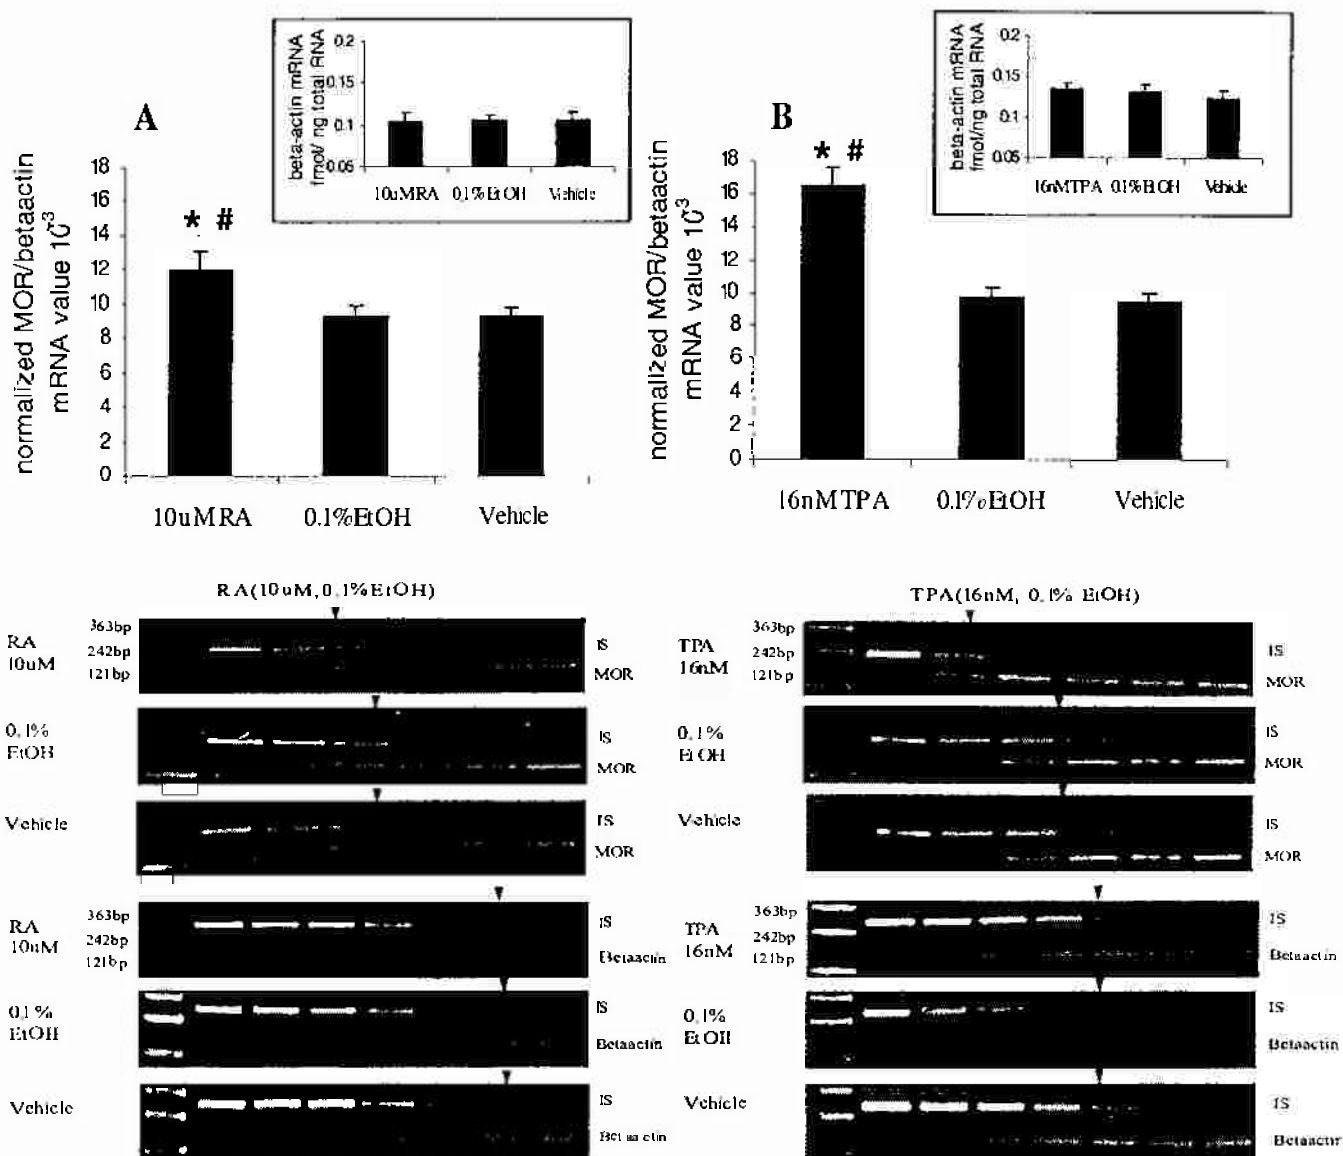 A
normalized MOR/betaactin
mRNA value 10-3
18
16
14
12
10
8
6
4
2
0
* #
10uMRA
0.1%EtOH
Vehicle
beta-actin mRNA
fmol/ ng total RNA
0.2
0.1
0.05
10uMRA
0.1%EtOH
Vehicle
B
normalized MOR/betaactin
mRNA value 10-3
18
16
14
12
10
8
6
4
2
0
* #
16nMTPA
0.1%EtOH
Vehicle
beta-actin mRNA
fmol/ng total RNA
0.2
0.15
0.1
0.05
16nMTPA
0.1%EtOH
Vehicle
RA(10uM,0.1%EtOH)
RA
10uM
363bp
242bp
121bp
IS
MOR
0.1%
EtOH
IS
MOR
Vehicle
IS
MOR
RA
10uM
363bp
242bp
121bp
IS
Betaactin
0.1%
EtOH
IS
Betaactin
Vehicle
IS
Betaactin
TPA(16nM, 0.1% EtOH)
TPA
16nM
363bp
242bp
121bp
IS
MOR
0.1%
EtOH
IS
MOR
Vehicle
IS
MOR
TPA
16nM
363bp
242bp
121bp
IS
Betaactin
0.1%
EtOH
IS
Betaactin
Vehicle
IS
Betaactin